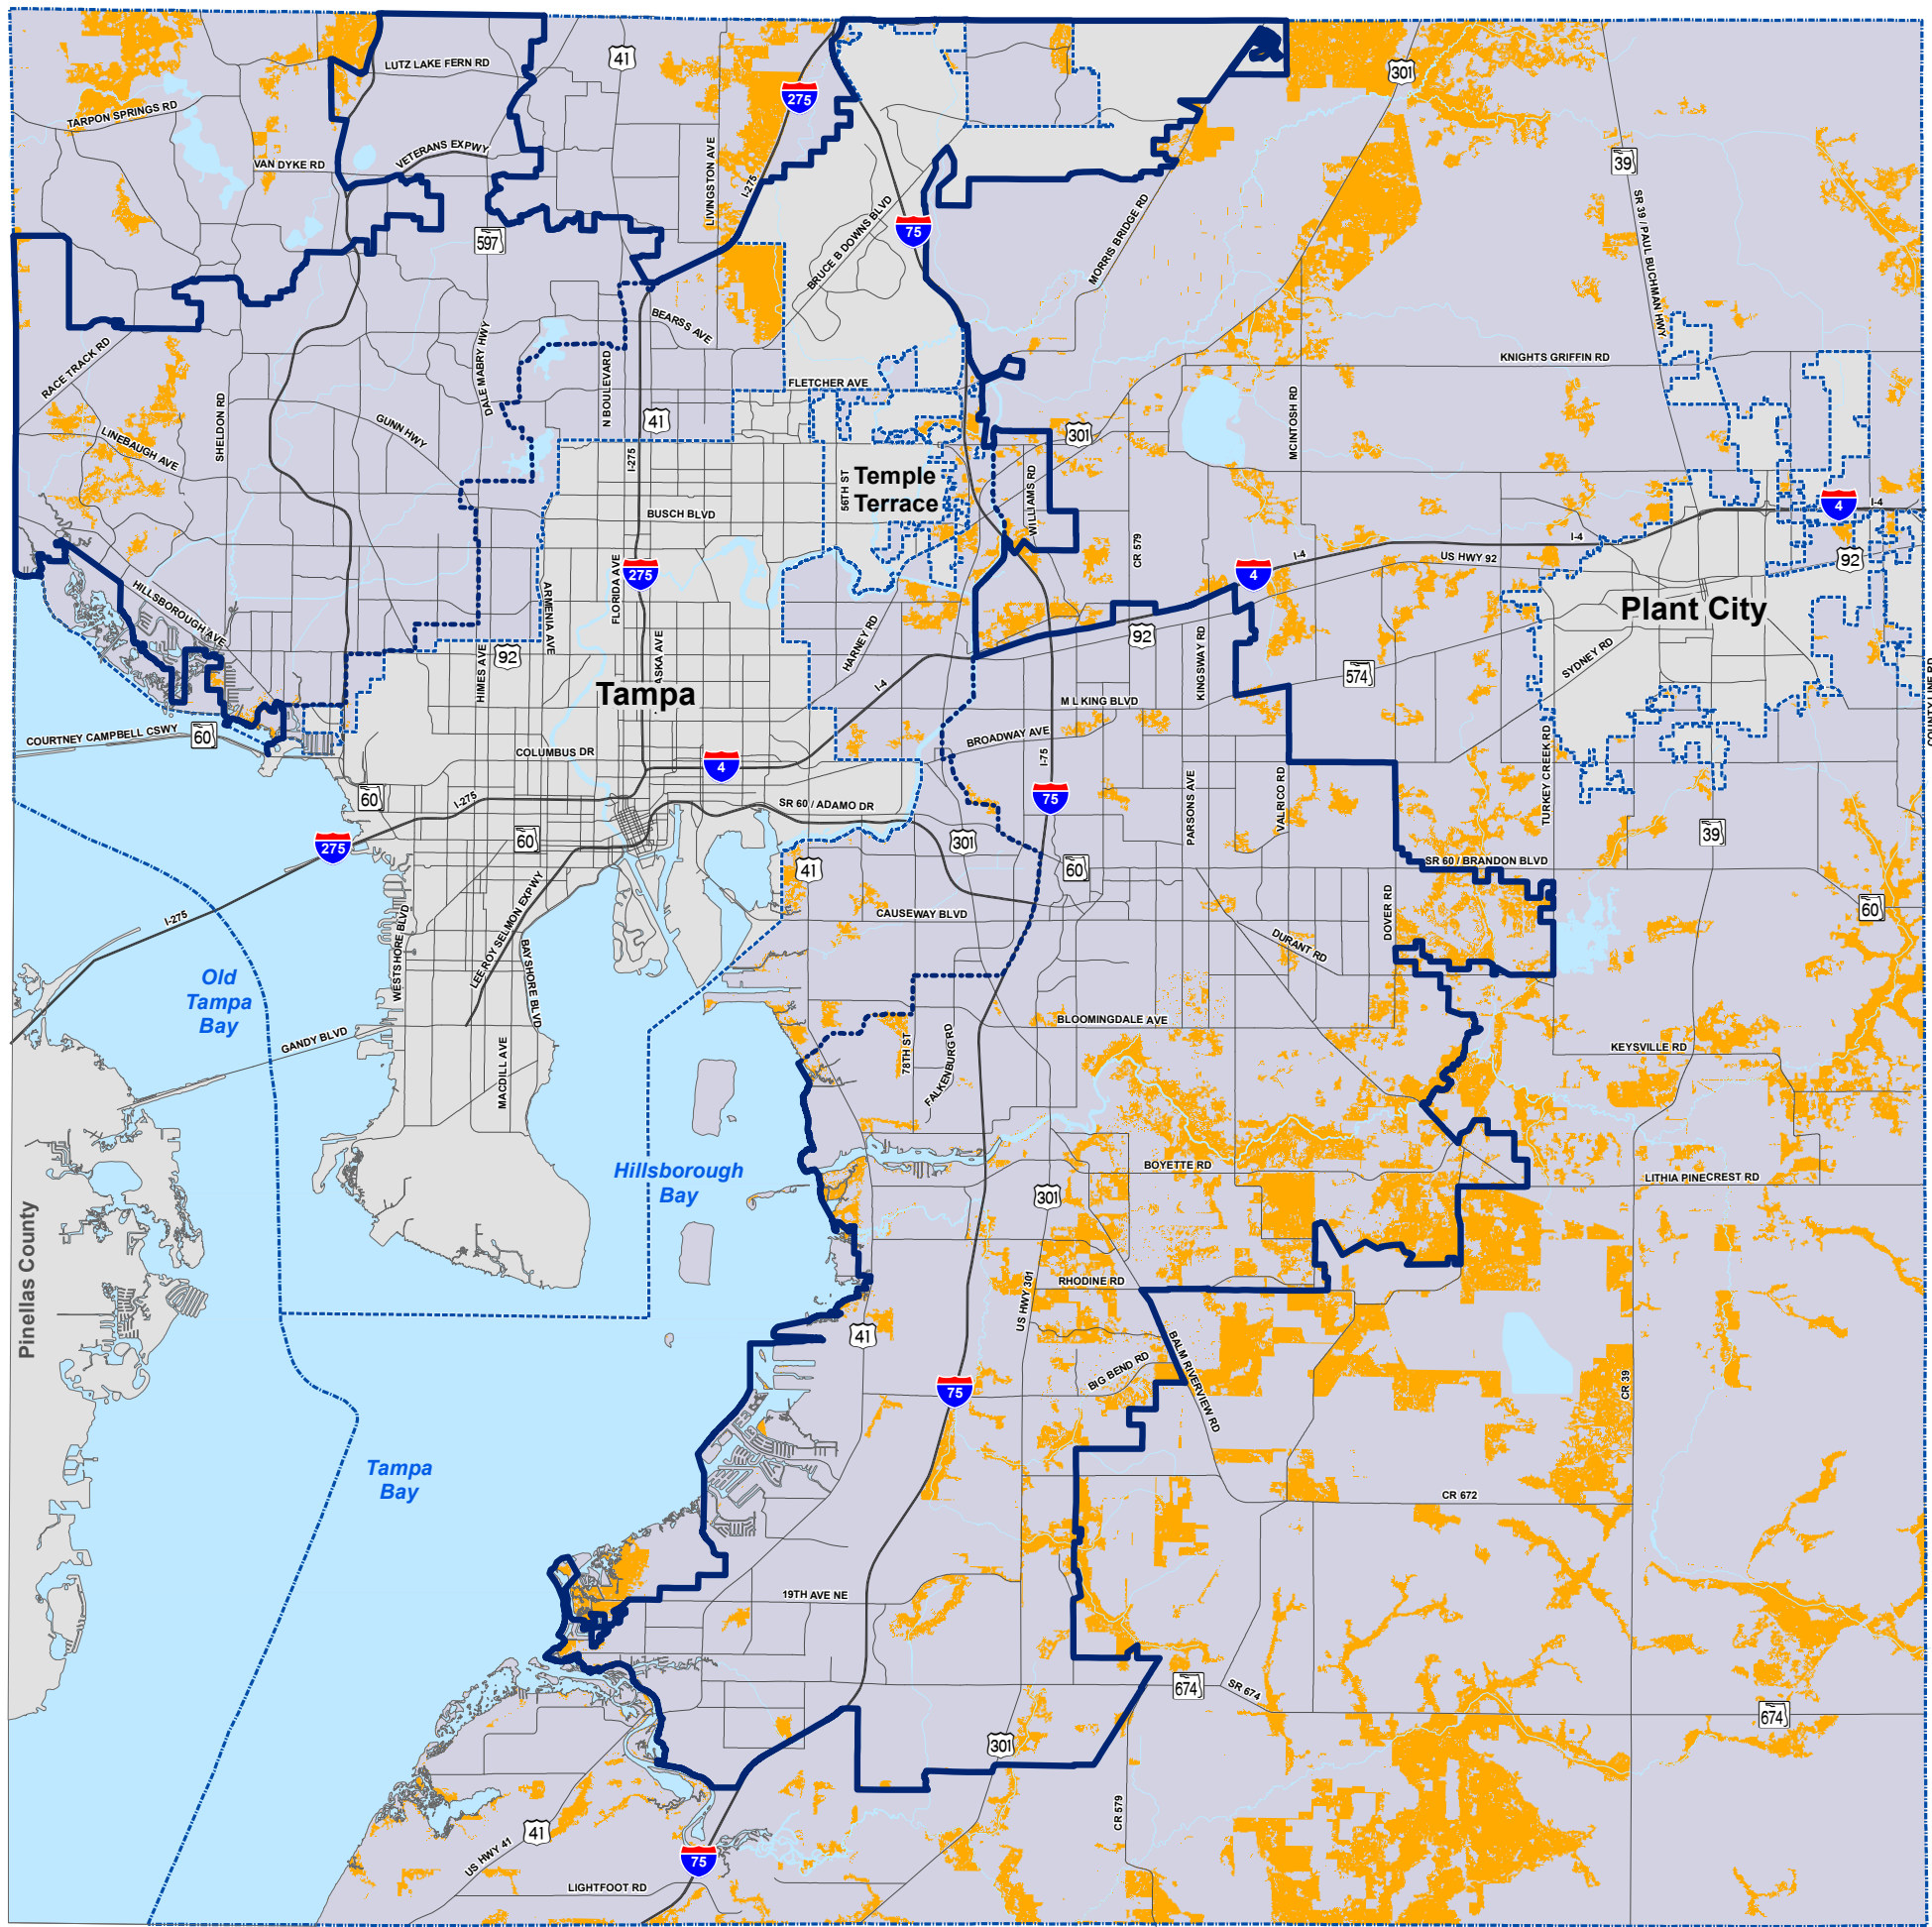 LUTZ LAKE FERN RD
41
301
275
TARPON SPRINGS RD
VAN DYKE RD
VETERANS EXPWY
LIVINGSTON AVE
I-275
39
SR 39 / PAUL BUCHMAN HWY
597
BRUCE B DOWNS BLVD
75
MORRIS BRIDGE RD
RACE TRACK RD
DALE MABRY HWY
N BOULEVARD
BEARSS AVE
KNIGHTS GRIFFIN RD
FLETCHER AVE
SHELDON RD
GUNN HWY
LINEBAUGH AVE
41
301
MCINTOSH RD
I-275
56TH ST
Temple
Terrace
WILLIAMS RD
BUSCH BLVD
CR 579
4
I-4
I-4
I-4
US HWY 92
92
HILLSBOROUGH AVE
ARMENIA AVE
FLORIDA AVE
275
4
Plant City
HARNEY RD
92
HIMES AVE
92
ASKA AVE
KINGSWAY RD
SYDNEY RD
574
COUNTY LINE RD
Tampa
I-4
M L KING BLVD
COURTNEY CAMPBELL CSWY
60
COLUMBUS DR
BROADWAY AVE
TURKEY CREEK RD
4
I-75
60
I-275
SR 60 / ADAMO DR
75
PARSONS AVE
VALRICO RD
39
275
60
301
60
SR 60 / BRANDON BLVD
41
I-275
WESTSHORE BLVD
LEE ROY SELMON EXPWY
BAYSHORE BLVD
CAUSEWAY BLVD
DURANT RD
DOVER RD
60
Old
Tampa
Bay
GANDY BLVD
MACDILL AVE
78TH ST
FALKENBURG RD
BLOOMINGDALE AVE
KEYSVILLE RD
Hillsborough
Bay
BOYETTE RD
LITHIA PINECREST RD
301
Pinellas County
US HWY 301
RHODINE RD
41
BALM RIVERVIEW RD
BIG BEND RD
75
CR 39
Tampa
Bay
CR 672
19TH AVE NE
674
SR 674
674
301
US HWY 41
41
75
CR 579
LIGHTFOOT RD